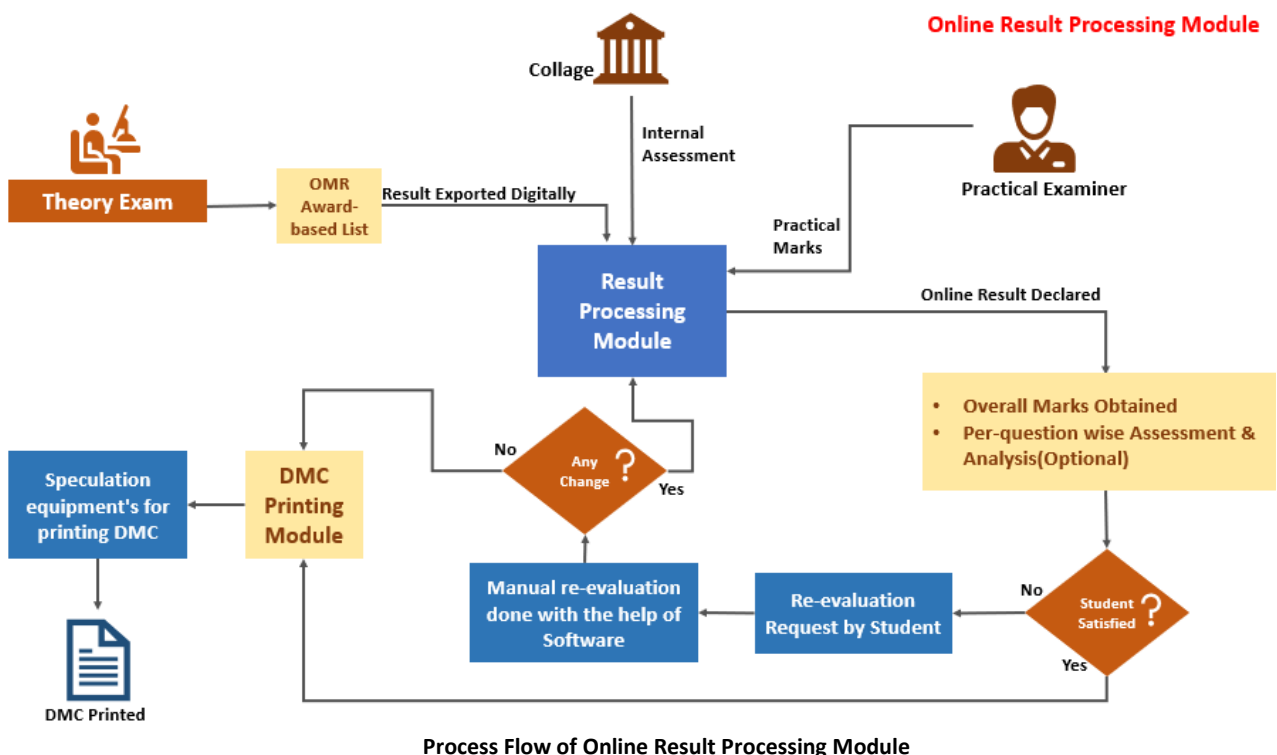 Online Result Processing Module
Collage
Internal
Assessment
Practical Examiner
Theory Exam
OMR
Award-
based List
Result Exported Digitally
Practical
Marks
Result
Processing
Module
Online Result Declared
• Overall Marks Obtained
• Per-question wise Assessment &
Analysis(Optional)
No
Any
Change
?
Yes
Speculation
equipment's for
printing DMC
DMC
Printing
Module
Manual re-evaluation
done with the help of
Software
Re-evaluation
Request by Student
No
Student
Satisfied
?
Yes
DMC Printed
Process Flow of Online Result Processing Module